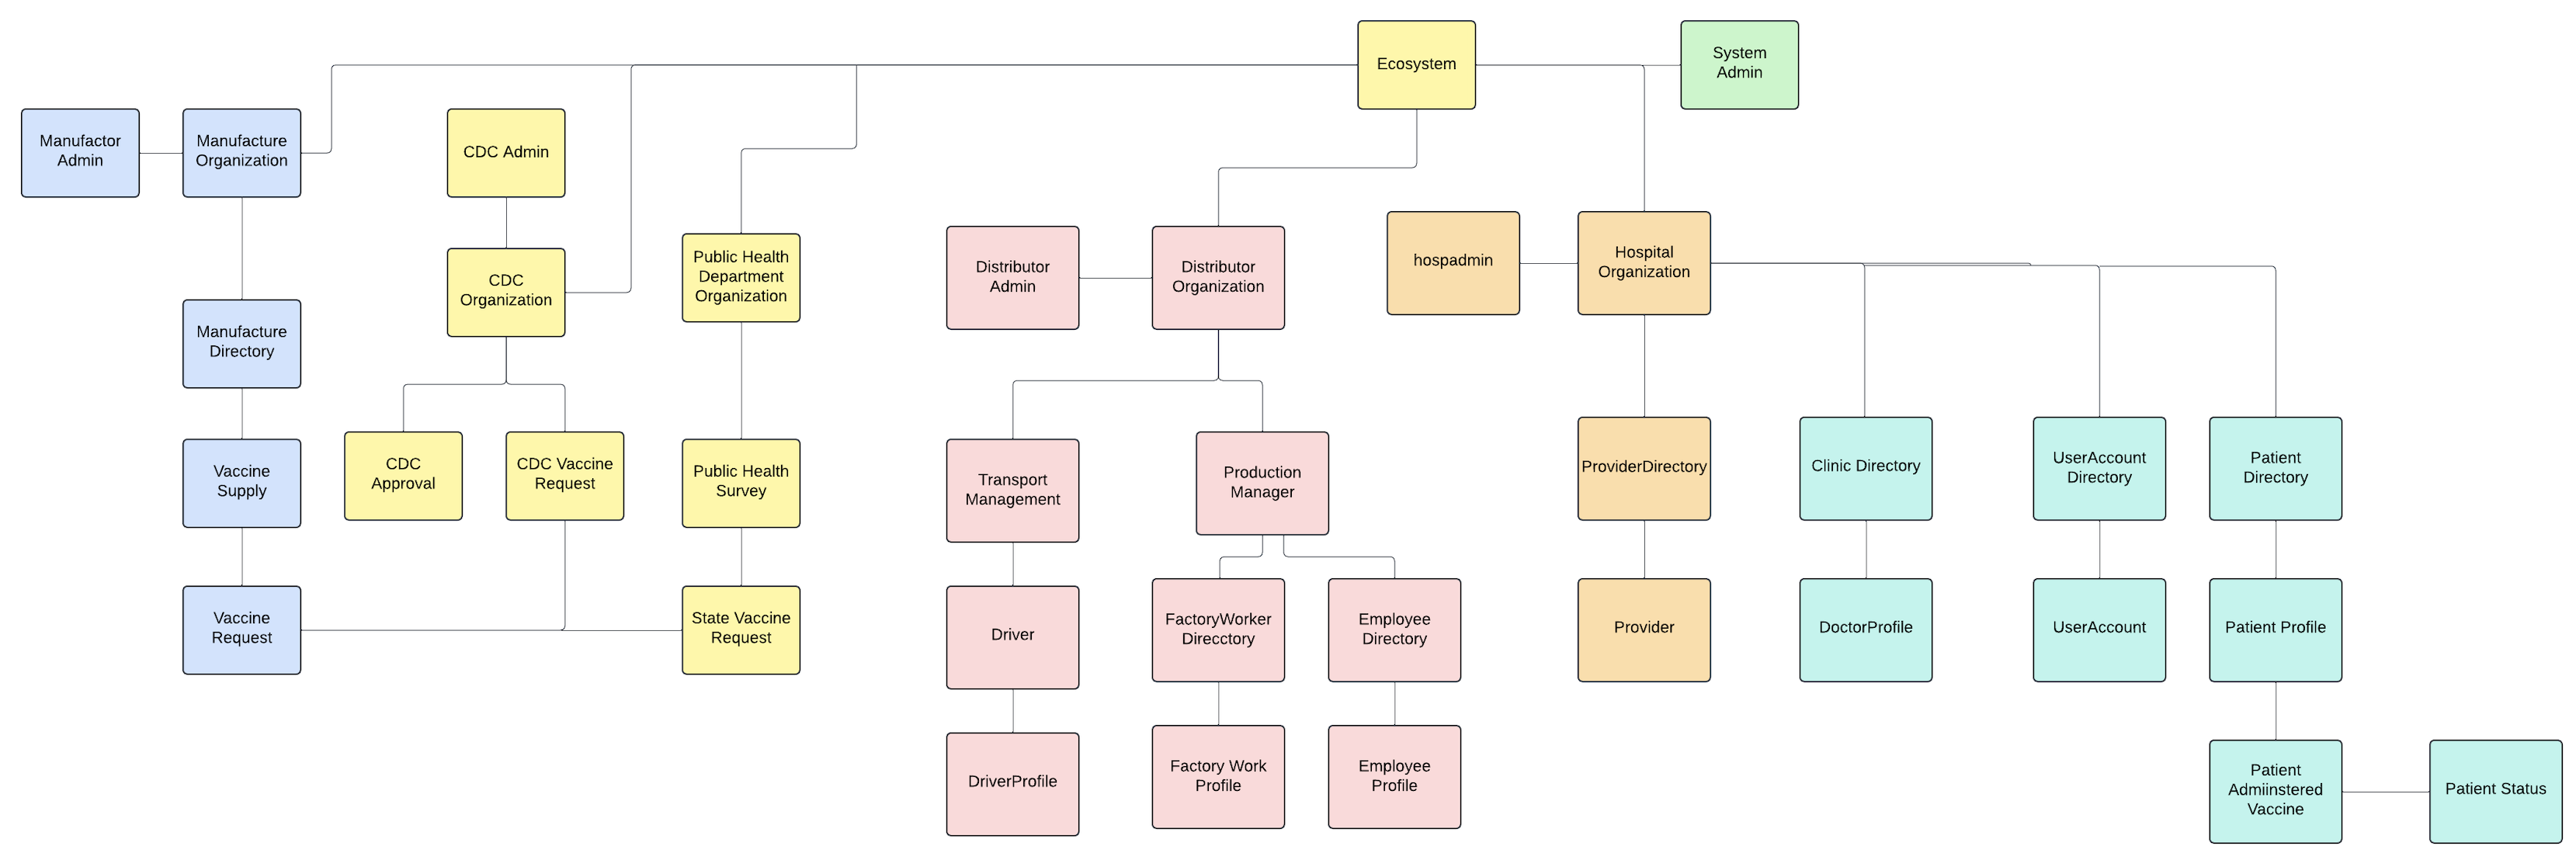 Ecosystem
System
Admin
Manufactor
Admin
Manufacture
Organization
CDC Admin
CDC
Organization
Public Health
Department
Organization
Distributor
Admin
Distributor
Organization
hospadmin
Hospital
Organization
Manufacture
Directory
Vaccine
Supply
CDC
Approval
CDC Vaccine
Request
Public Health
Survey
Transport
Management
Production
Manager
ProviderDirectory
Clinic Directory
UserAccount
Directory
Patient
Directory
Vaccine
Request
State Vaccine
Request
Driver
FactoryWorker
Direcctory
Employee
Directory
Provider
DoctorProfile
UserAccount
Patient Profile
DriverProfile
Factory Work
Profile
Employee
Profile
Patient
Admiinstered
Vaccine
Patient Status